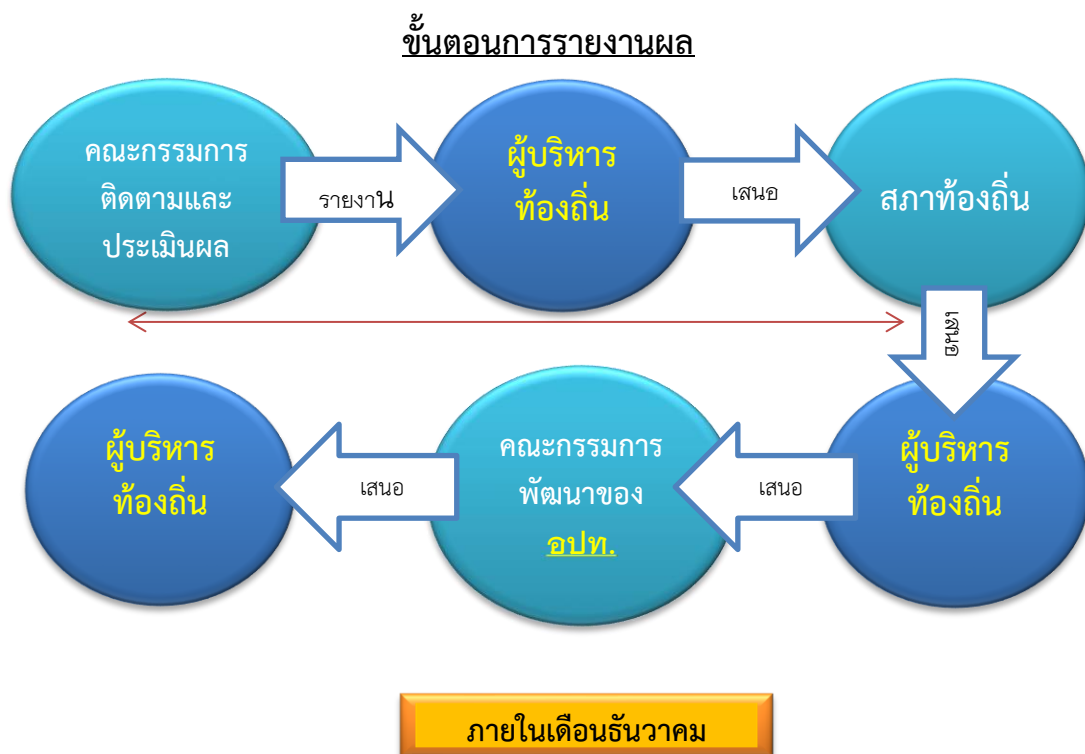 ขั้นตอนการรายงานผล
คณะกรรมการ
ติดตามและ
ประเมินผล
รายงาน
ผู้บริหาร
ท้องถิ่น
เสนอ
สภาท้องถิ่น
เสนอ
ผู้บริหาร
ท้องถิ่น
เสนอ
คณะกรรมการ
พัฒนาของ
อปท.
เสนอ
ผู้บริหาร
ท้องถิ่น
ภายในเดือนธันวาคม